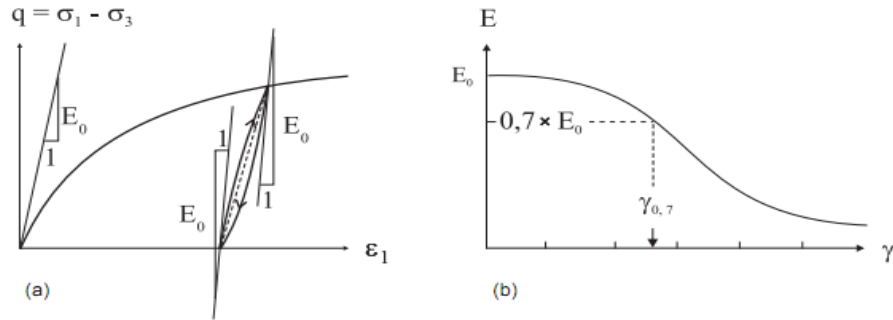 q = σ₁ - σ₃
E₀
1
1
E₀
E₀
1
ε₁
(a)
E
E₀
0,7 × E₀
γ₀,₇
γ
(b)